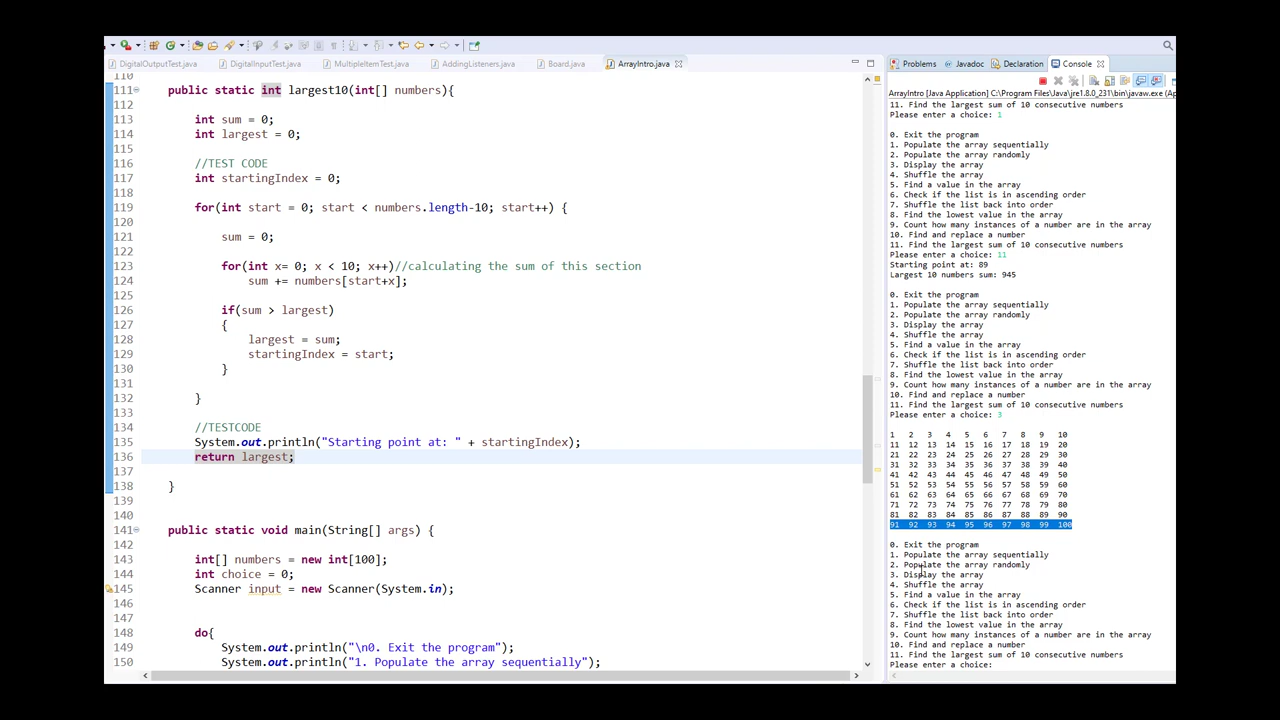 DigitalOutputTest.java DigitalInputTest.java MultipleItemTest.java AddingListeners.java Board.java ArrayIntro.java
110
111 public static int largest10(int[] numbers){
112
113 int sum = 0;
114 int largest = 0;
115
116 //TEST CODE
117 int startingIndex = 0;
118
119 for(int start = 0; start < numbers.length-10; start++) {
120
121 sum = 0;
122
123 for(int x= 0; x < 10; x++)//calculating the sum of this section
124 sum += numbers[start+x];
125
126 if(sum > largest)
127 {
128 largest = sum;
129 startingIndex = start;
130 }
131
132 }
133
134 //TESTCODE
135 System.out.println("Starting point at: " + startingIndex);
136 return largest;
137
138 }
139
140
141 public static void main(String[] args) {
142
143 int[] numbers = new int[100];
144 int choice = 0;
145 Scanner input = new Scanner(System.in);
146
147
148 do{
149 System.out.println("\n0. Exit the program");
150 System.out.println("1. Populate the array sequentially");
Problems Javadoc Declaration Console
ArrayIntro [Java Application] C:\Program Files\Java\jre1.8.0_231\bin\javaw.exe (Ap
11. Find the largest sum of 10 consecutive numbers
Please enter a choice: 1
0. Exit the program
1. Populate the array sequentially
2. Populate the array randomly
3. Display the array
4. Shuffle the array
5. Find a value in the array
6. Check if the list is in ascending order
7. Shuffle the list back into order
8. Find the lowest value in the array
9. Count how many instances of a number are in the array
10. Find and replace a number
11. Find the largest sum of 10 consecutive numbers
Please enter a choice: 11
Starting point at: 89
Largest 10 numbers sum: 945
0. Exit the program
1. Populate the array sequentially
2. Populate the array randomly
3. Display the array
4. Shuffle the array
5. Find a value in the array
6. Check if the list is in ascending order
7. Shuffle the list back into order
8. Find the lowest value in the array
9. Count how many instances of a number are in the array
10. Find and replace a number
11. Find the largest sum of 10 consecutive numbers
Please enter a choice: 3
1 2 3 4 5 6 7 8 9 10
11 12 13 14 15 16 17 18 19 20
21 22 23 24 25 26 27 28 29 30
31 32 33 34 35 36 37 38 39 40
41 42 43 44 45 46 47 48 49 50
51 52 53 54 55 56 57 58 59 60
61 62 63 64 65 66 67 68 69 70
71 72 73 74 75 76 77 78 79 80
81 82 83 84 85 86 87 88 89 90
91 92 93 94 95 96 97 98 99 100
0. Exit the program
1. Populate the array sequentially
2. Populate the array randomly
3. Display the array
4. Shuffle the array
5. Find a value in the array
6. Check if the list is in ascending order
7. Shuffle the list back into order
8. Find the lowest value in the array
9. Count how many instances of a number are in the array
10. Find and replace a number
11. Find the largest sum of 10 consecutive numbers
Please enter a choice: